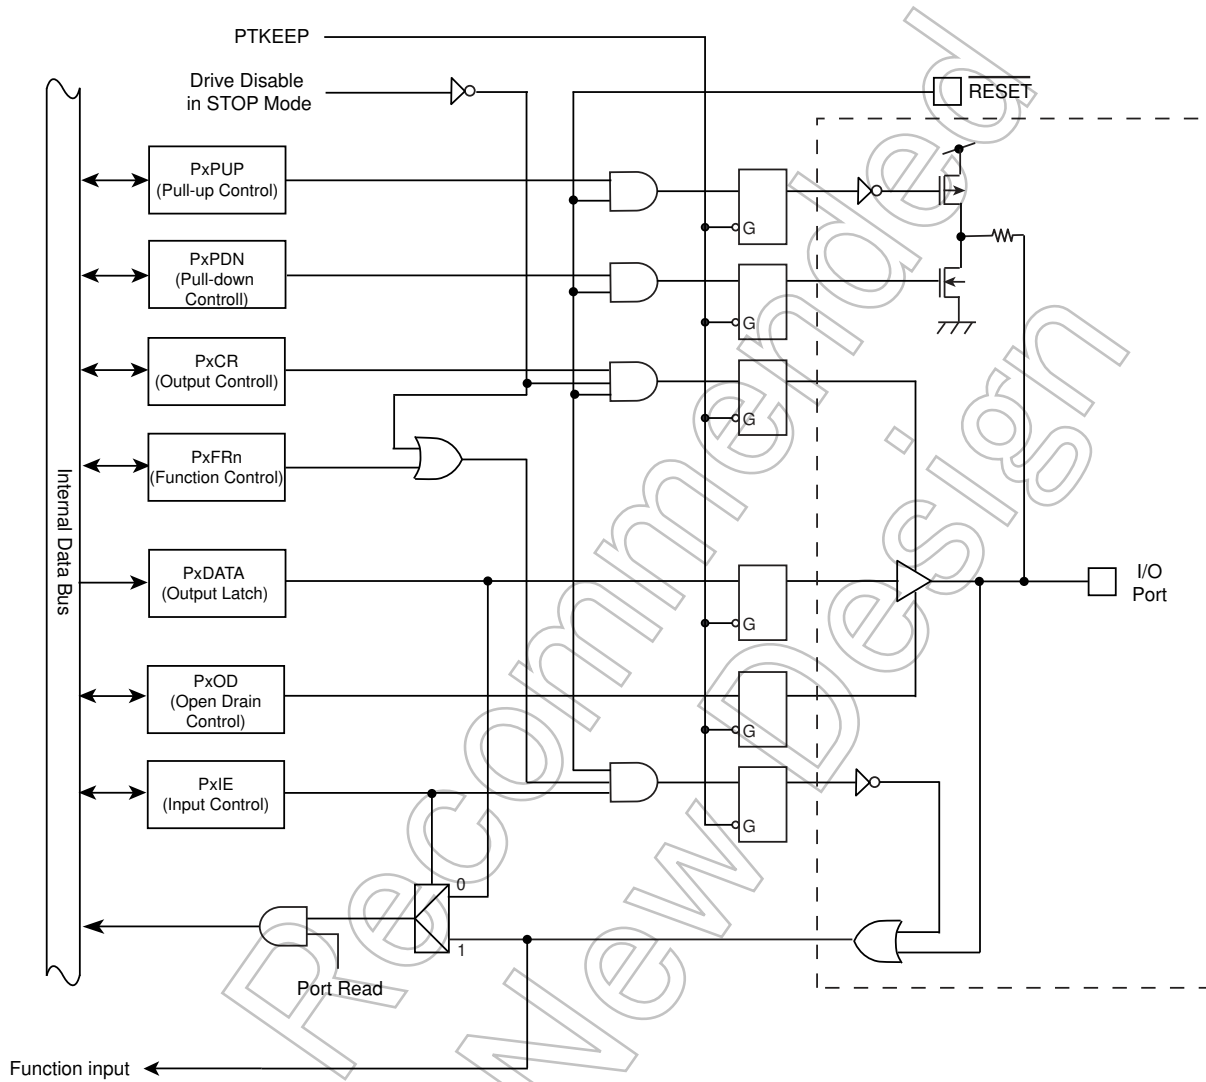 PTKEEP
Drive Disable
in STOP Mode
RESET
PxPUP
(Pull-up Control)
G
PxPDN
(Pull-down
Controll)
G
PxCR
(Output Controll)
G
PxFRn
(Function Control)
Internal Data Bus
PxDATA
(Output Latch)
G
I/O
Port
PxOD
(Open Drain
Control)
G
PxIE
(Input Control)
G
0
1
Port Read
Function input
Recommended
New Design